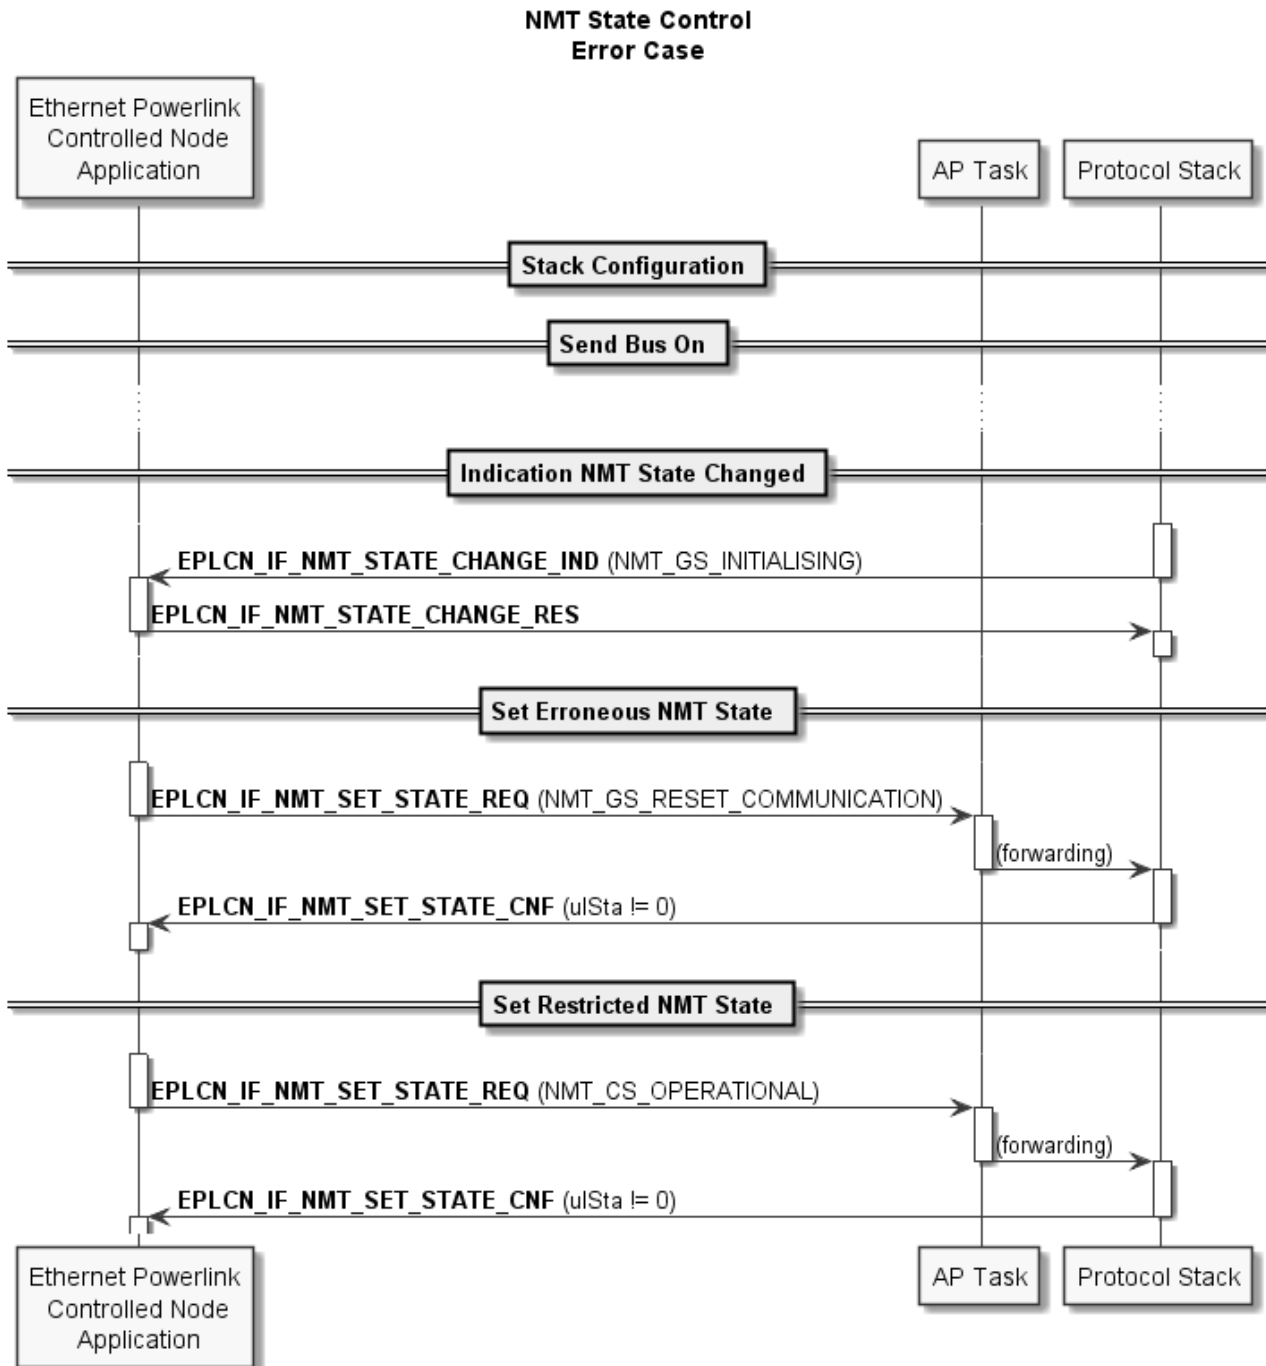 NMT State Control
Error Case
Ethernet Powerlink
Controlled Node
Application
AP Task
Protocol Stack
Stack Configuration
Send Bus On
Indication NMT State Changed
EPLCN_IF_NMT_STATE_CHANGE_IND (NMT_GS_INITIALISING)
EPLCN_IF_NMT_STATE_CHANGE_RES
Set Erroneous NMT State
EPLCN_IF_NMT_SET_STATE_REQ (NMT_GS_RESET_COMMUNICATION)
(forwarding)
EPLCN_IF_NMT_SET_STATE_CNF (ulSta != 0)
Set Restricted NMT State
EPLCN_IF_NMT_SET_STATE_REQ (NMT_CS_OPERATIONAL)
(forwarding)
EPLCN_IF_NMT_SET_STATE_CNF (ulSta != 0)
Ethernet Powerlink
Controlled Node
Application
AP Task
Protocol Stack